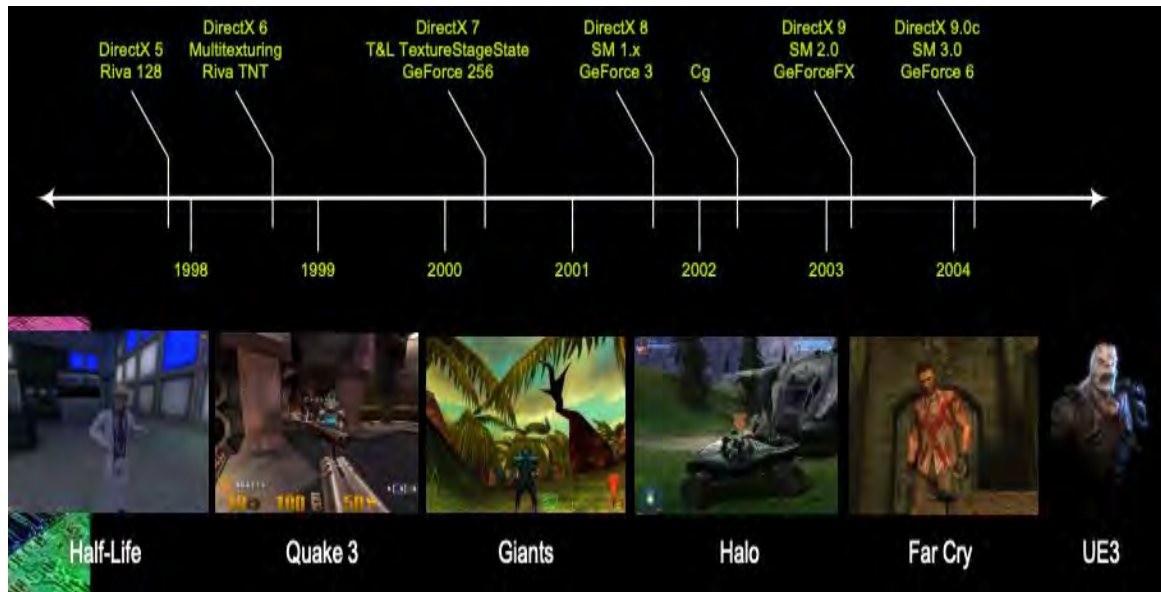 DirectX 5
Riva 128
DirectX 6
Multitexturing
Riva TNT
DirectX 7
T&L TextureStageState
GeForce 256
DirectX 8
SM 1.x
GeForce 3
Cg
DirectX 9
SM 2.0
GeForceFX
DirectX 9.0c
SM 3.0
GeForce 6
1998
1999
2000
2001
2002
2003
2004
100
50
Half-Life
Quake 3
Giants
Halo
Far Cry
UE3